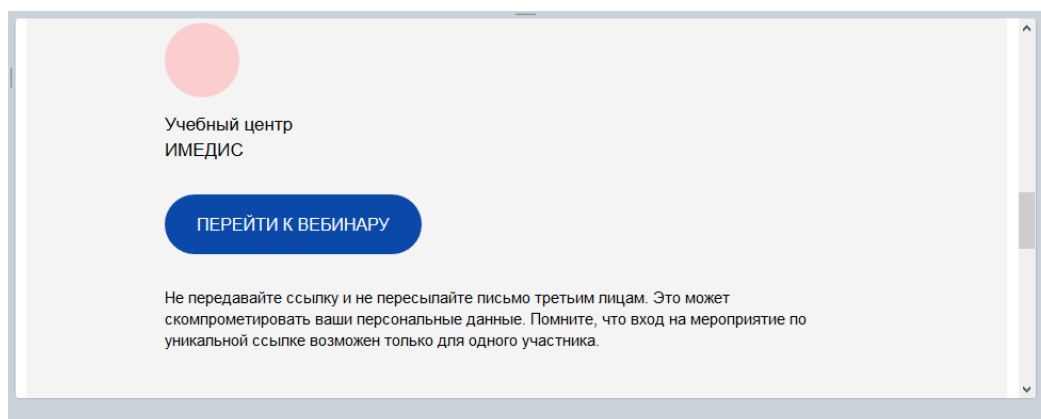 Учебный центр
ИМЕДИС
ПЕРЕЙТИ К ВЕБИНАРУ
Не передавайте ссылку и не пересылайте письмо третьим лицам. Это может
скомпрометировать ваши персональные данные. Помните, что вход на мероприятие по
уникальной ссылке возможен только для одного участника.